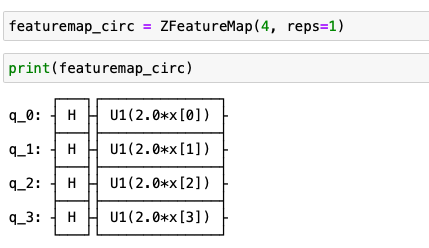 featuremap_circ = ZFeatureMap(4, reps=1)
print(featuremap_circ)
q_0: H U1(2.0*x[0])
q_1: H U1(2.0*x[1])
q_2: H U1(2.0*x[2])
q_3: H U1(2.0*x[3])